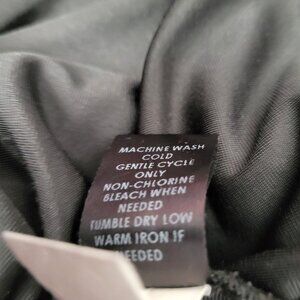 MACHINE WASH
COLD
GENTLE CYCLE
ONLY
NON-CHLORINE
BLEACH WHEN
NEEDED
TUMBLE DRY LOW
WARM IRON IF
NEEDED